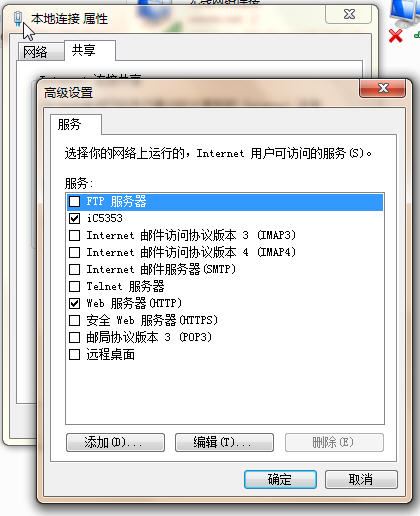 本地连接 属性
网络
共享
高级设置
服务
选择你的网络上运行的，Internet 用户可访问的服务(S)。
服务:
FTP 服务器
iC5353
Internet 邮件访问协议版本 3 (IMAP3)
Internet 邮件访问协议版本 4 (IMAP4)
Internet 邮件服务器(SMTP)
Telnet 服务器
Web 服务器(HTTP)
安全 Web 服务器(HTTPS)
邮局协议版本 3 (POP3)
远程桌面
添加(D)...
编辑(T)...
删除(E)
确定
取消